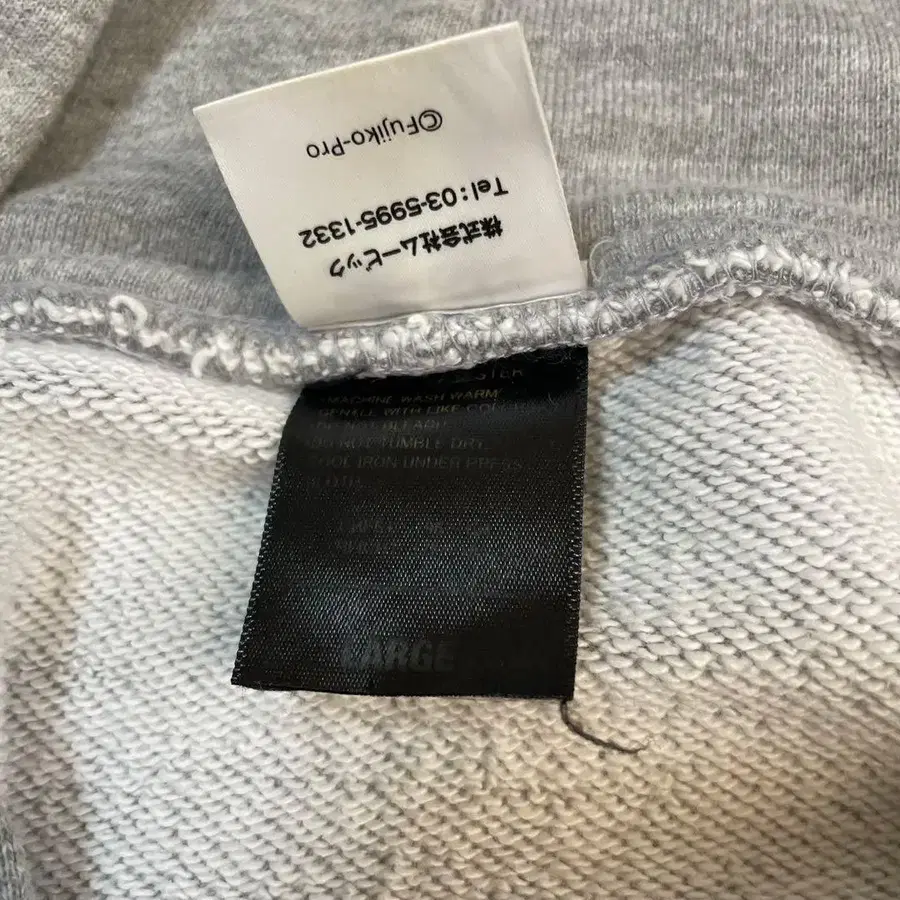 株式会社ムービック
Tel: 03-5995-1332
©Fujiko-Pro
MACHINE WASH WARM
GENTLE WITH LIKE COLORS
DO NOT BLEACH
DO NOT TUMBLE DRY
COOL IRON UNDER PRESS
CLOTH
LARGE